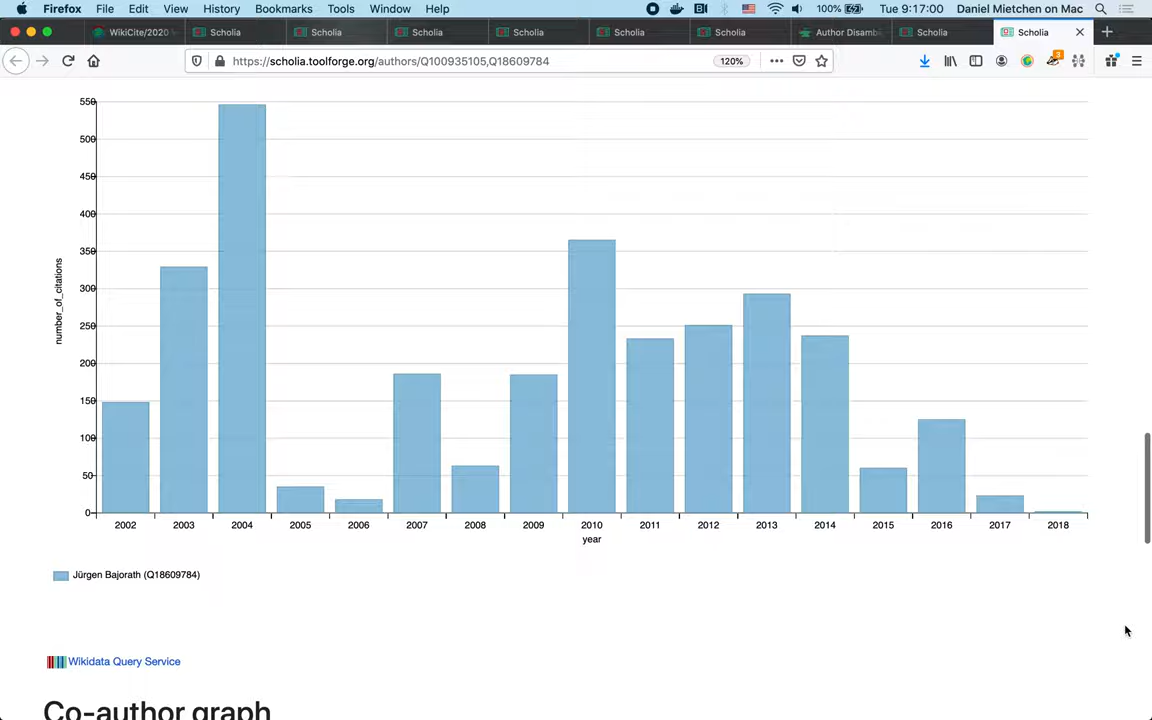 Firefox File Edit View History Bookmarks Tools Window Help 100% Tue 9:17:00 Daniel Mietchen on Mac
WikiCite/2020 Scholia Scholia Scholia Scholia Scholia Scholia Author Disamb Scholia Scholia
https://scholia.toolforge.org/authors/Q100935105,Q18609784 120% 3
550
500
450
400
350
300
250
200
150
100
50
0
number_of_citations
2002 2003 2004 2005 2006 2007 2008 2009 2010 2011 2012 2013 2014 2015 2016 2017 2018
year
Jürgen Bajorath (Q18609784)
Wikidata Query Service
Co-author graph